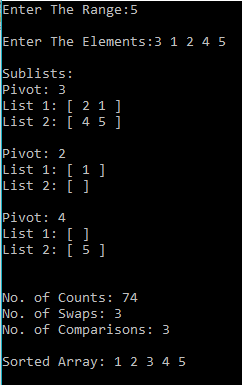 Enter The Range:5
Enter The Elements:3 1 2 4 5
Sublists:
Pivot: 3
List 1: [ 2 1 ]
List 2: [ 4 5 ]
Pivot: 2
List 1: [ 1 ]
List 2: [ ]
Pivot: 4
List 1: [ ]
List 2: [ 5 ]
No. of Counts: 74
No. of Swaps: 3
No. of Comparisons: 3
Sorted Array: 1 2 3 4 5